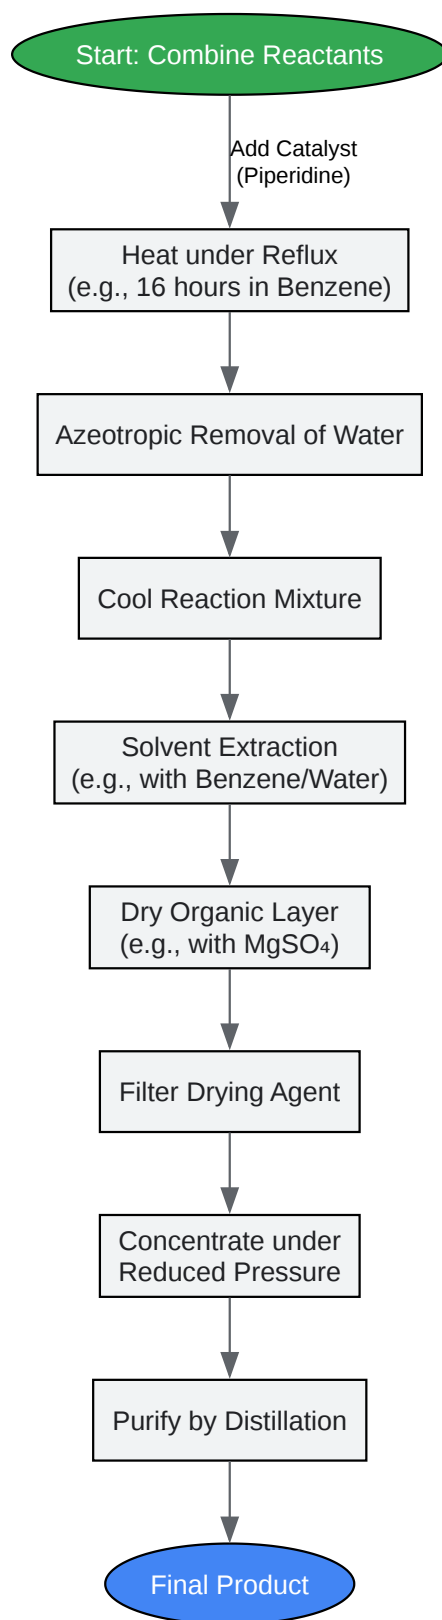 Start: Combine Reactants
Add Catalyst
(Piperidine)
Heat under Reflux
(e.g., 16 hours in Benzene)
Azeotropic Removal of Water
Cool Reaction Mixture
Solvent Extraction
(e.g., with Benzene/Water)
Dry Organic Layer
(e.g., with MgSO₄)
Filter Drying Agent
Concentrate under
Reduced Pressure
Purify by Distillation
Final Product